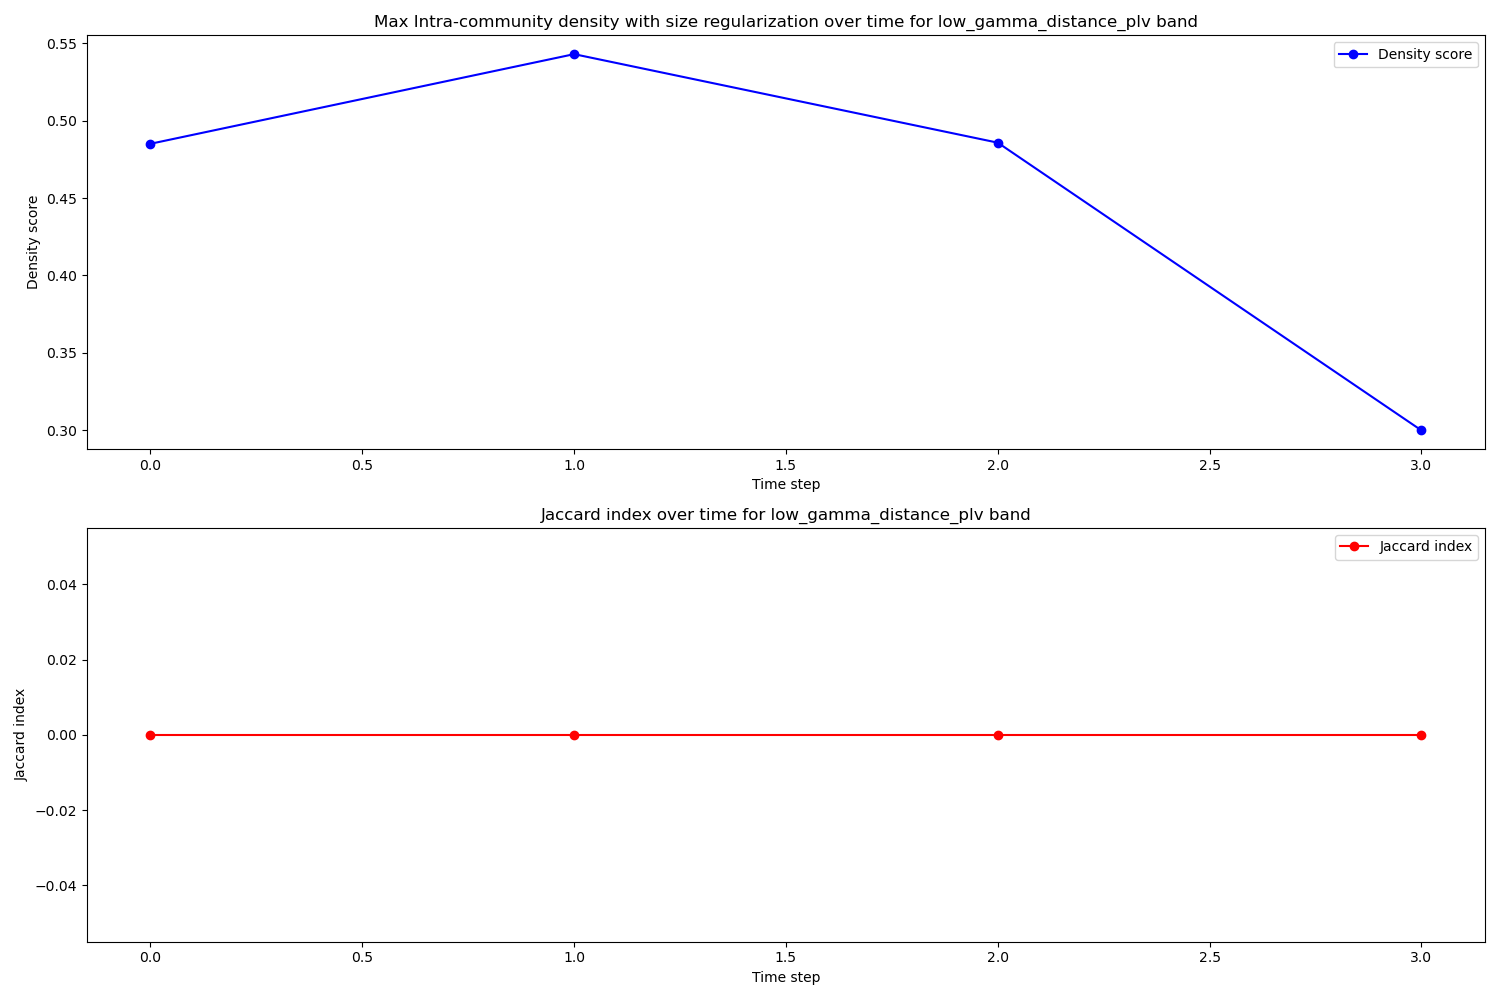 Max Intra-community density with size regularization over time for low_gamma_distance_plv band
Density score
0.55
0.50
0.45
0.40
0.35
0.30
Density score
0.0 0.5 1.0 1.5 2.0 2.5 3.0
Time step
Jaccard index over time for low_gamma_distance_plv band
Jaccard index
0.04
0.02
0.00
−0.02
−0.04
Jaccard index
0.0 0.5 1.0 1.5 2.0 2.5 3.0
Time step